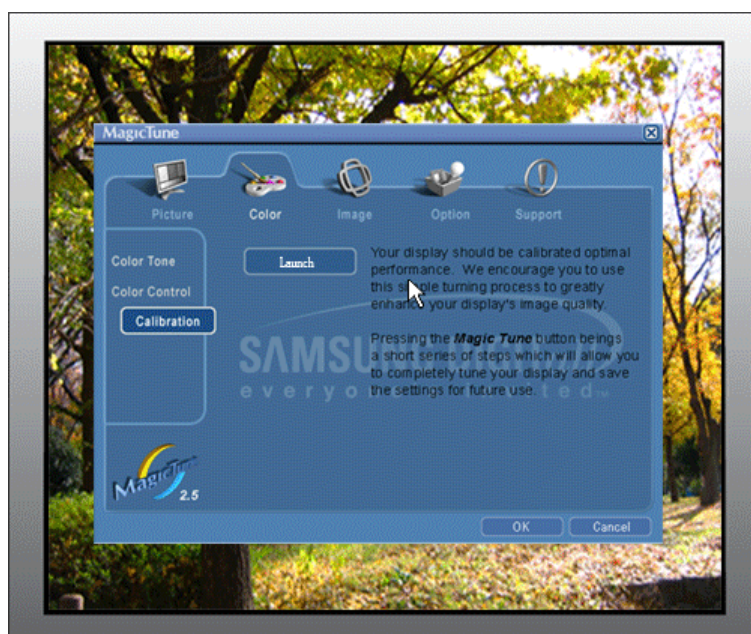 MagicTune
Picture
Color
Image
Option
Support
Color Tone
Color Control
Calibration
Launch
Your display should be calibrated optimal
performance. We encourage you to use
this simple turning process to greatly
enhance your display's image quality.
Pressing the Magic Tune button beings
a short series of steps which will allow you
to completely tune your display and save
the settings for future use.
SAMSU
everyo
ted™
MagicTune
2.5
OK
Cancel